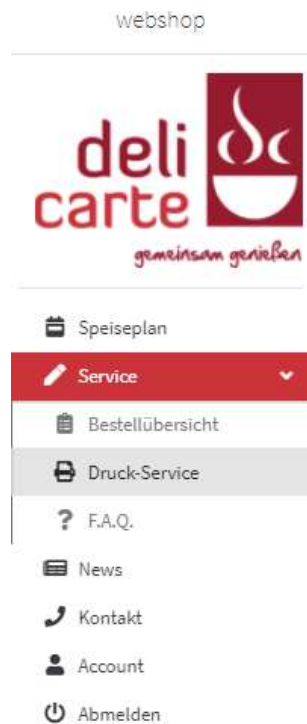 webshop
deli
carte
gemeinsam genießen
Speiseplan
Service
Bestellübersicht
Druck-Service
F.A.Q.
News
Kontakt
Account
Abmelden